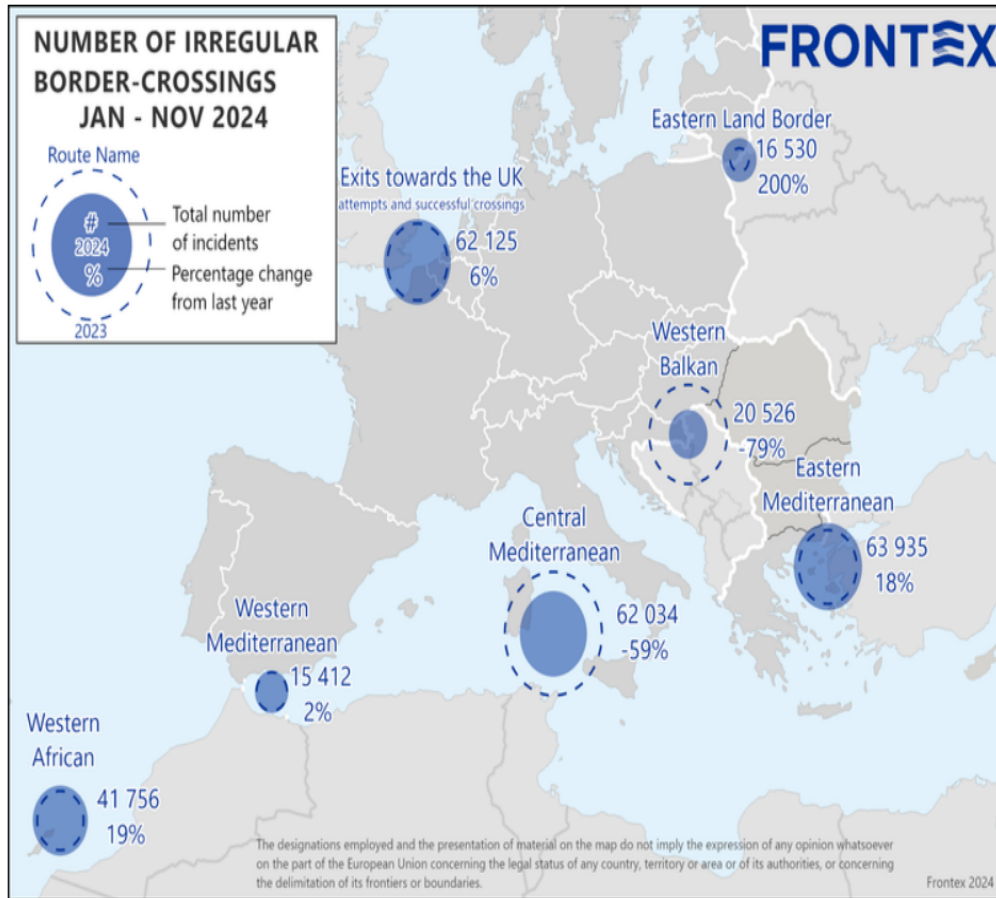 NUMBER OF IRREGULAR
BORDER-CROSSINGS
JAN - NOV 2024
Route Name
#
2024
%
2023
Total number
of incidents
Percentage change
from last year
FRONTEX
Eastern Land Border
16 530
200%
Exits towards the UK
attempts and successful crossings
62 125
6%
Western
Balkan
20 526
-79%
Eastern
Mediterranean
63 935
18%
Central
Mediterranean
62 034
-59%
Western
Mediterranean
15 412
2%
Western
African
41 756
19%
The designations employed and the presentation of material on the map do not imply the expression of any opinion whatsoever
on the part of the European Union concerning the legal status of any country, territory or area or of its authorities, or concerning
the delimitation of its frontiers or boundaries.
Frontex 2024